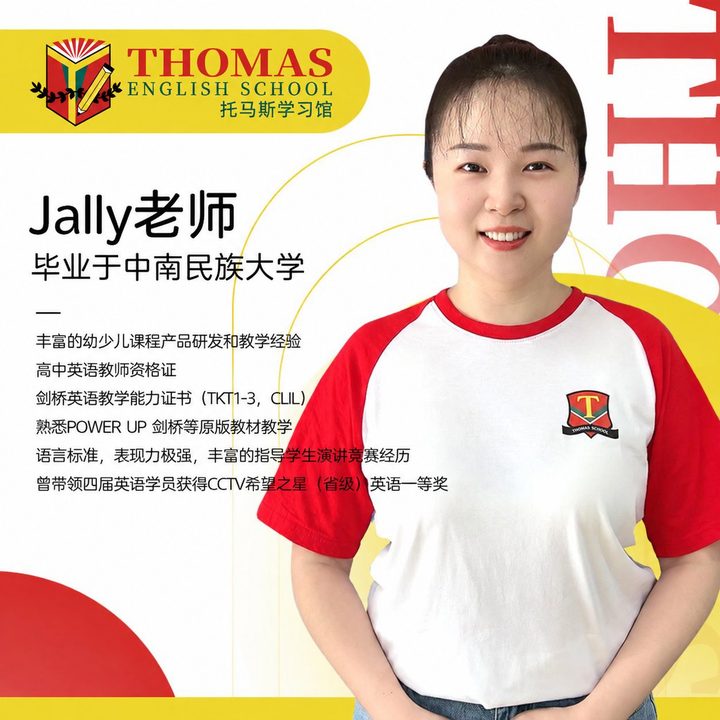 THOMAS
ENGLISH SCHOOL
托马斯学习馆
THO
Jally老师
毕业于中南民族大学
丰富的幼少儿课程产品研发和教学经验
高中英语教师资格证
剑桥英语教学能力证书（TKT1-3，CLIL）
熟悉POWER UP 剑桥等原版教材教学
语言标准，表现力极强，丰富的指导学生演讲竞赛经历
曾带领四届英语学员获得CCTV希望之星（省级）英语一等奖
T
THOMAS SCHOOL